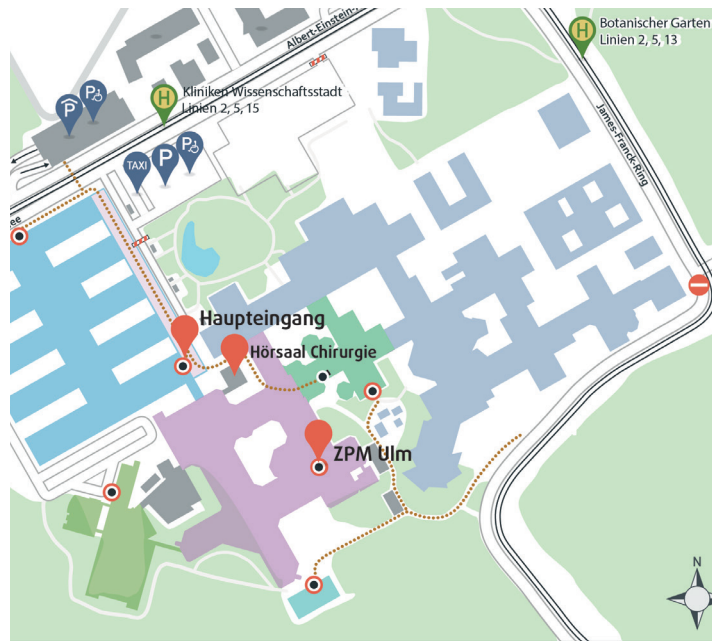 Botanischer Garten
Linien 2, 5, 13
Albert-Einstein-
H
H
Kliniken Wissenschaftsstadt
Linien 2, 5, 15
P
P
James-Franck-Ring
TAXI
P
P
ee
Haupteingang
Hörsaal Chirurgie
ZPM Ulm
N